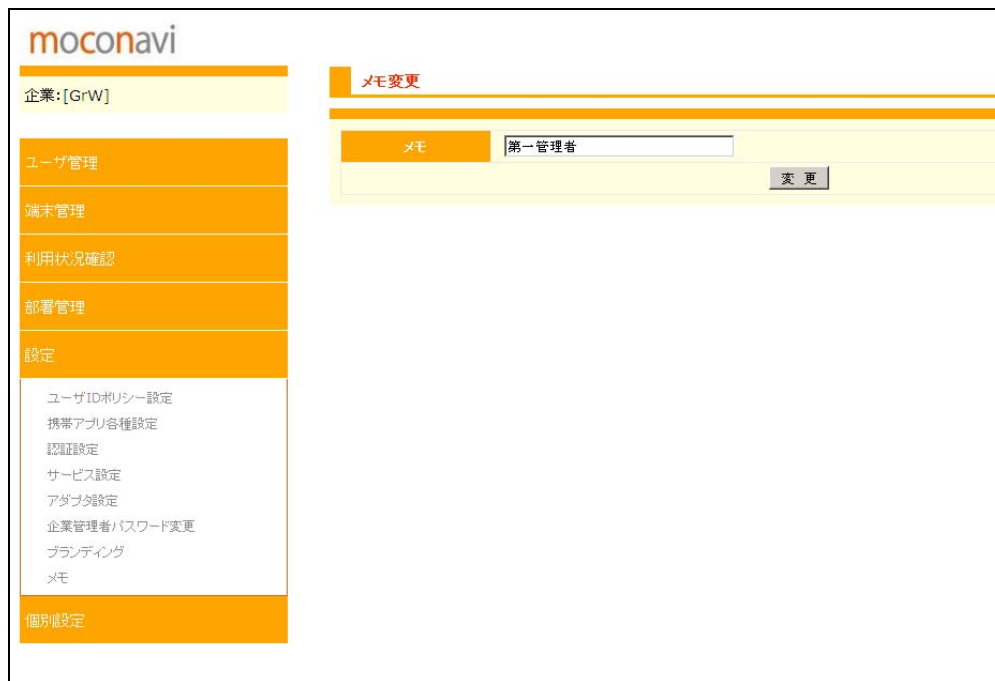 moconavi
企業:[GrW]
ユーザ管理
端末管理
利用状況確認
部署管理
設定
ユーザIDポリシー設定
携帯アプリ各種設定
認証設定
サービス設定
アダプタ設定
企業管理者パスワード変更
ブランディング
メモ
個別設定
メモ変更
メモ 第一管理者
変 更